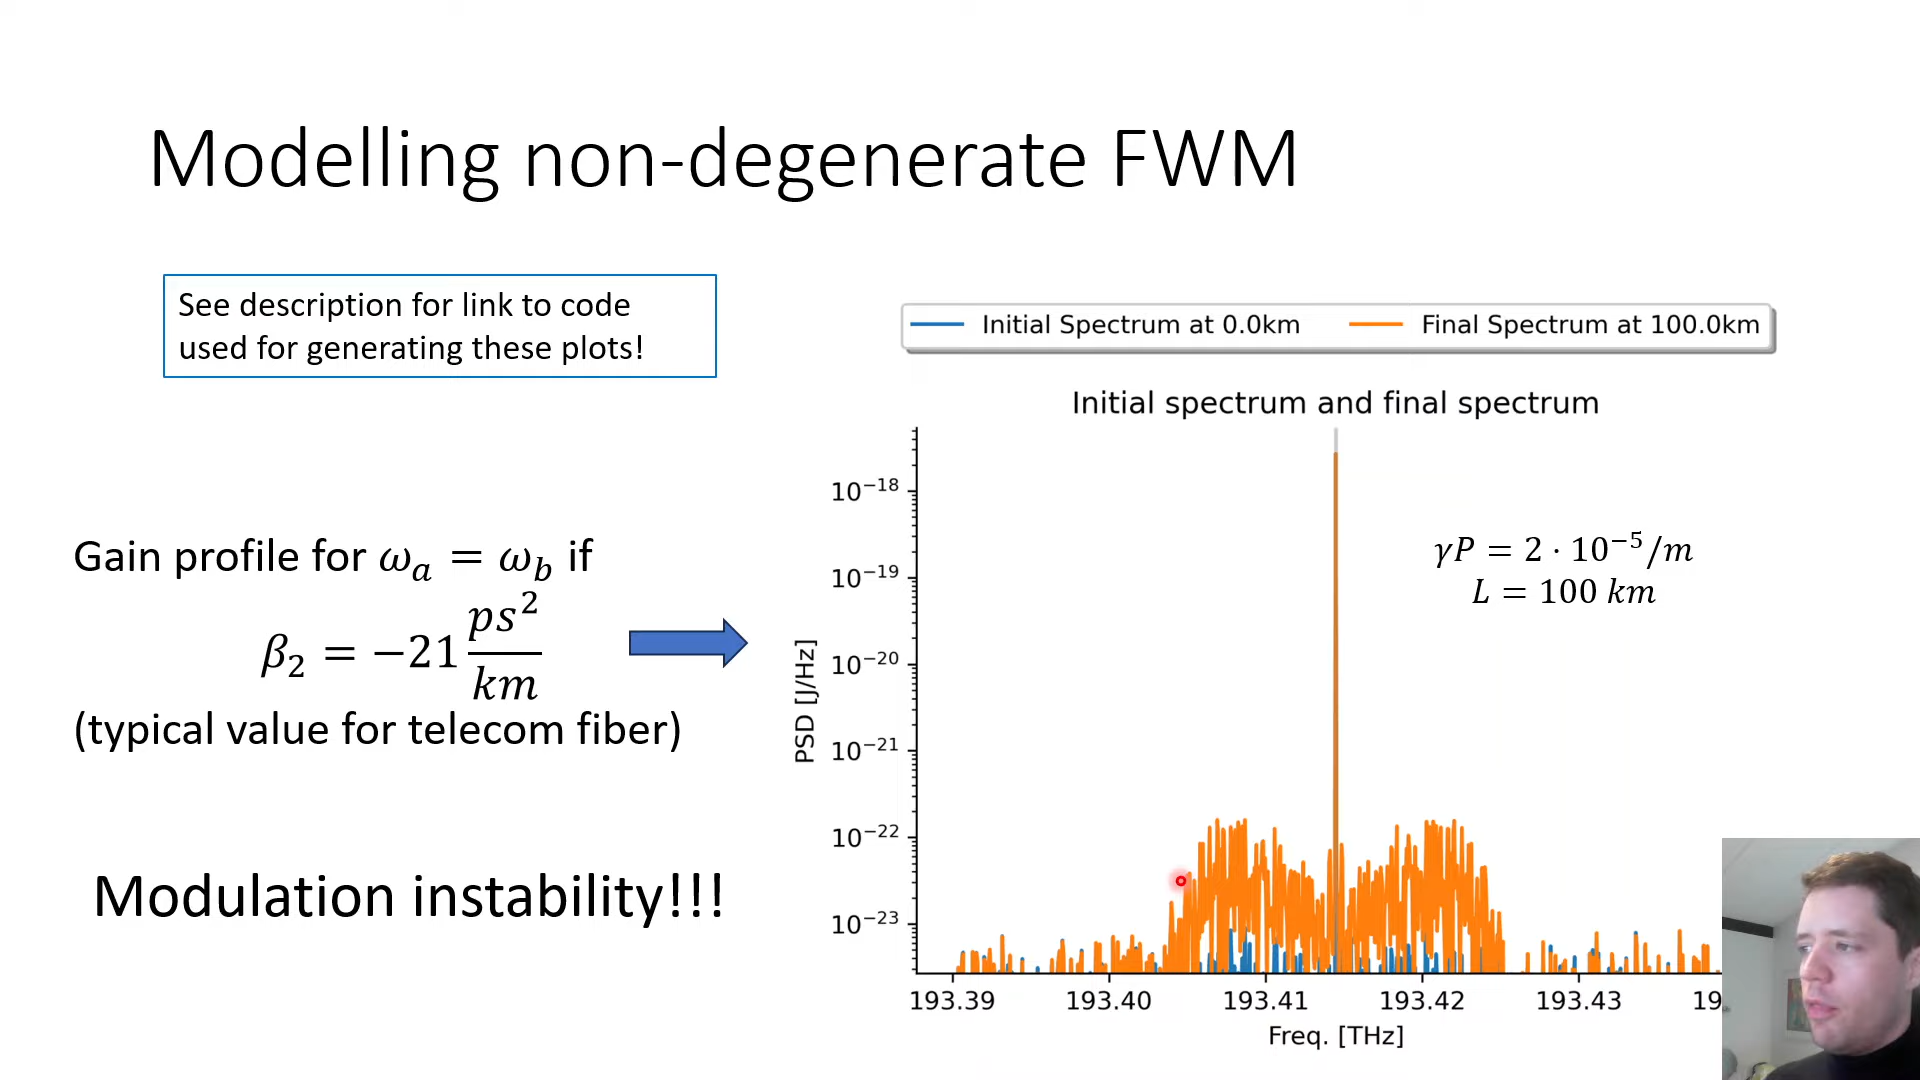 Modelling non-degenerate FWM
See description for link to code
used for generating these plots!
Gain profile for ωₐ = ω_b if
β₂ = −21 ps²/km
(typical value for telecom fiber)
Modulation instability!!!
Initial Spectrum at 0.0km
Final Spectrum at 100.0km
Initial spectrum and final spectrum
γP = 2 · 10⁻⁵/m
L = 100 km
PSD [J/Hz]
10⁻¹⁸
10⁻¹⁹
10⁻²⁰
10⁻²¹
10⁻²²
10⁻²³
193.39 193.40 193.41 193.42 193.43 19
Freq. [THz]